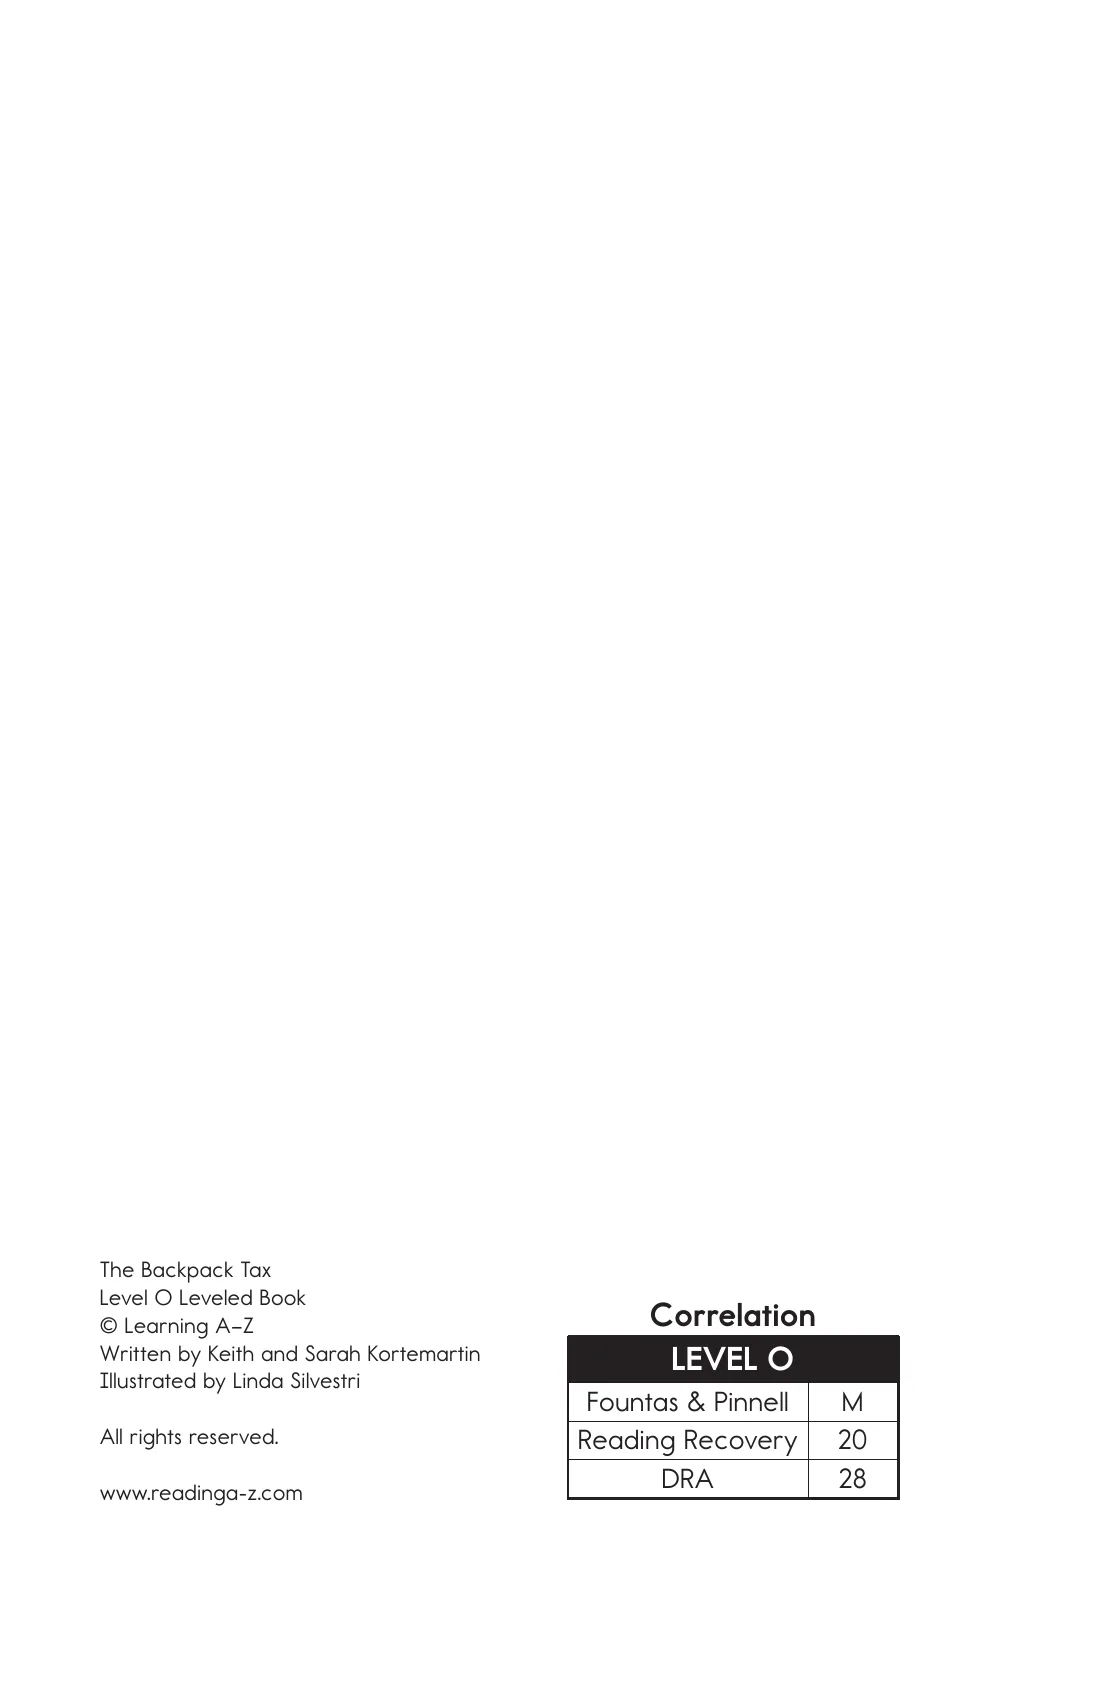 The Backpack Tax
Level O Leveled Book
© Learning A–Z
Written by Keith and Sarah Kortemartin
Illustrated by Linda Silvestri
All rights reserved.
www.readinga-z.com
Correlation
LEVEL O
Fountas & Pinnell M
Reading Recovery 20
DRA 28